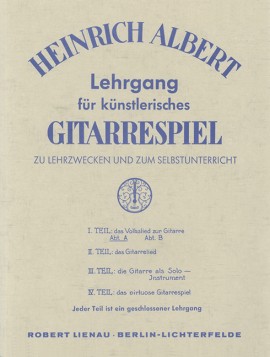 HEINRICH ALBERT
Lehrgang
für künstlerisches
GITARRESPIEL
ZU LEHRZWECKEN UND ZUM SELBSTUNTERRICHT
I. TEIL: das Volkslied zur Gitarre
Abt. A Abt. B
II. TEIL: das Gitarrelied
III. TEIL: die Gitarre als Solo —
Instrument
IV. TEIL: das virtuose Gitarrespiel
Jeder Teil ist ein geschlossener Lehrgang
ROBERT LIENAU · BERLIN-LICHTERFELDE